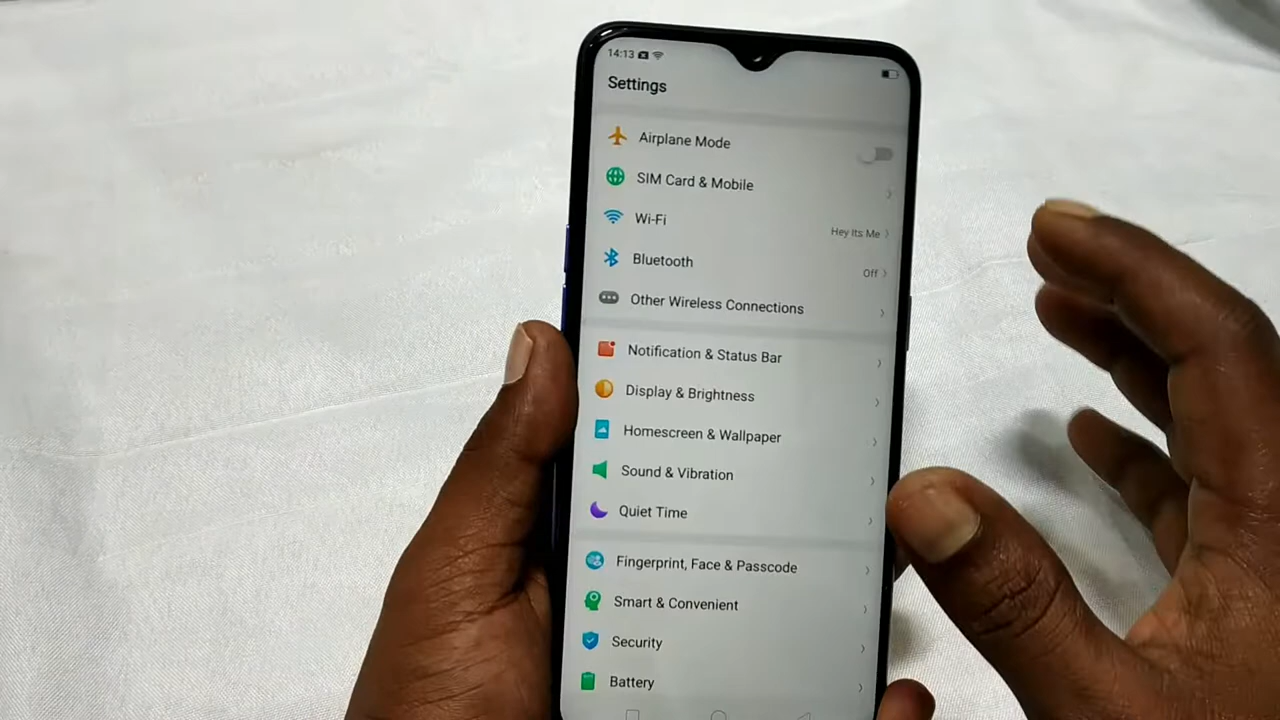 14:13
Settings
Airplane Mode
SIM Card & Mobile
Wi-Fi
Hey Its Me
Bluetooth
Off
Other Wireless Connections
Notification & Status Bar
Display & Brightness
Homescreen & Wallpaper
Sound & Vibration
Quiet Time
Fingerprint, Face & Passcode
Smart & Convenient
Security
Battery